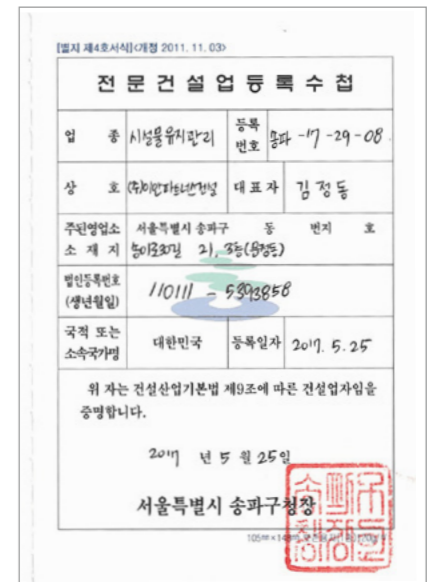 [별지 제4호서식]<개정 2011. 11. 03>
전 문 건 설 업 등 록 수 첩
업 종 시설물유지관리 등록번호 송파 -17 -29 -08
상 호 (주)이안파트너스건설 대 표 자 김 정 동
주된영업소 소 재 지 서울특별시 송파구 동 번지 호
송이로30길 21, 3층(문정동)
법인등록번호 (생년월일) 110111 - 5393858
국적 또는 소속국가명 대한민국 등록일자 2017. 5. 25
위 자는 건설산업기본법 제9조에 따른 건설업자임을
증명합니다.
2017 년 5 월 25일
서울특별시 송파구청장